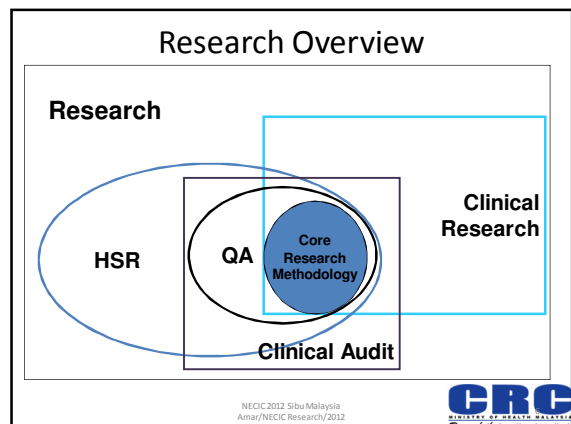 Research Overview
Research
Clinical
Research
HSR
QA
Core
Research
Methodology
Clinical Audit
NECIC 2012 Sibu Malaysia
Amar/NECIC Research/2012
CRC
MINISTRY OF HEALTH MALAYSIA